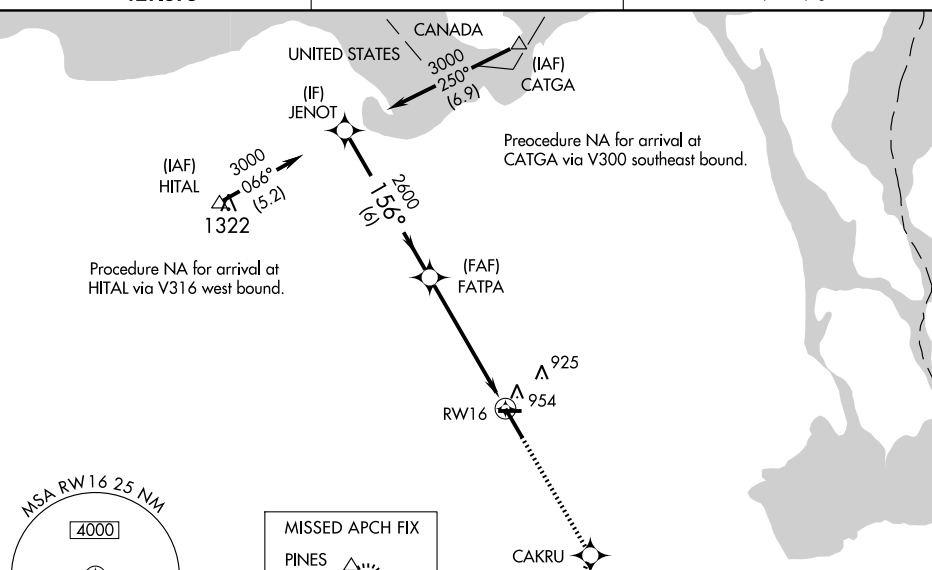 CANADA
UNITED STATES
3000
250°
(6.9)
(IAF)
CATGA
(IF)
JENOT
Preocedure NA for arrival at
CATGA via V300 southeast bound.
(IAF)
HITAL
3000
066°
(5.2)
1322
2600
156°
(6)
Procedure NA for arrival at
HITAL via V316 west bound.
(FAF)
FATPA
925
954
RW16
MSA RW16 25 NM
4000
MISSED APCH FIX
PINES
CAKRU